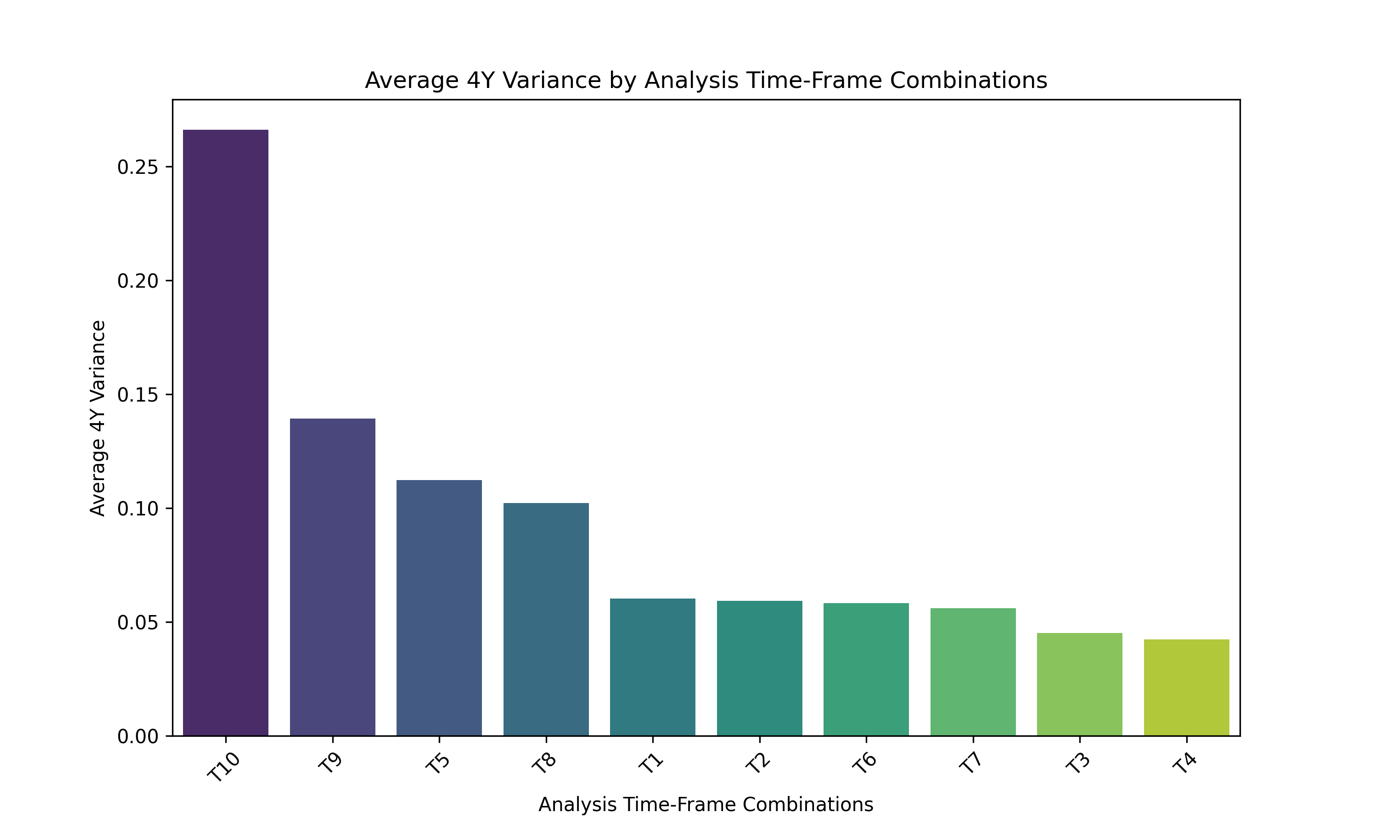 Average 4Y Variance by Analysis Time-Frame Combinations
Average 4Y Variance
0.25
0.20
0.15
0.10
0.05
0.00
T10 T9 T5 T8 T1 T2 T6 T7 T3 T4
Analysis Time-Frame Combinations